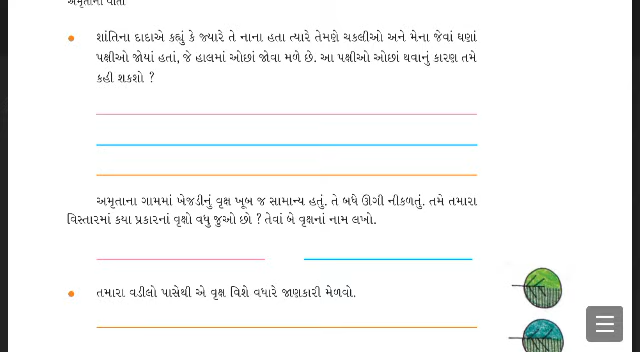 અમૃતાની વાર્તા
શાંતિના દાદાએ કહ્યું કે જ્યારે તે નાના હતા ત્યારે તેમણે ચકલીઓ અને મેના જેવાં ઘણાં
પક્ષીઓ જોયાં હતાં, જે હાલમાં ઓછાં જોવા મળે છે. આ પક્ષીઓ ઓછાં થવાનું કારણ તમે
કહી શકશો ?
અમૃતાના ગામમાં ખેજડીનું વૃક્ષ ખૂબ જ સામાન્ય હતું. તે બધે ઊગી નીકળતું. તમે તમારા
વિસ્તારમાં કયા પ્રકારનાં વૃક્ષો વધુ જુઓ છો ? તેવાં બે વૃક્ષનાં નામ લખો.
તમારા વડીલો પાસેથી એ વૃક્ષ વિશે વધારે જાણકારી મેળવો.